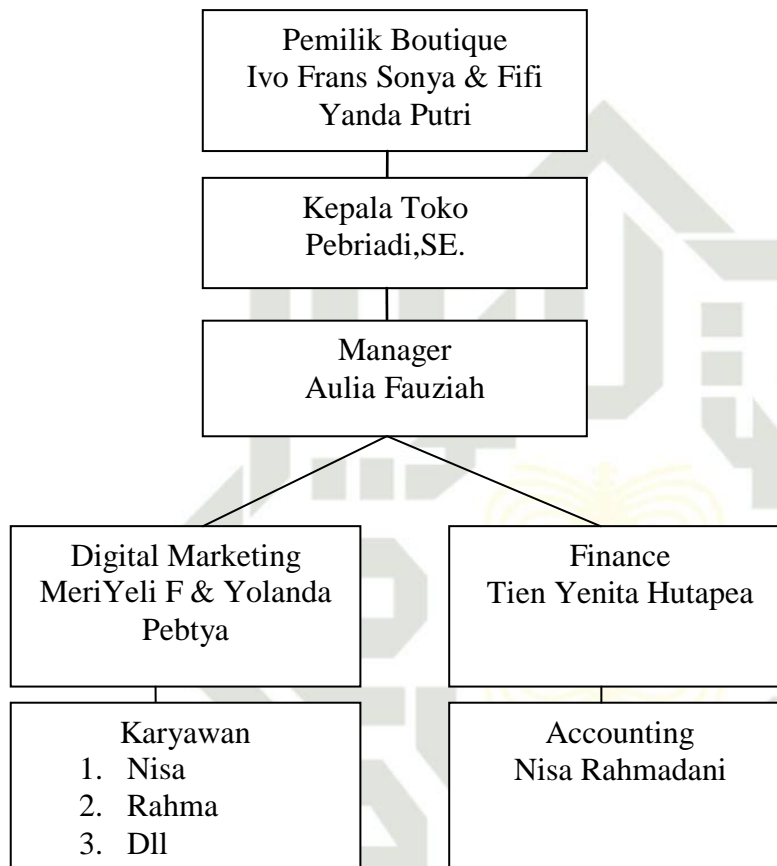 Pemilik Boutique
Ivo Frans Sonya & Fifi
Yanda Putri
Kepala Toko
Pebriadi,SE.
Manager
Aulia Fauziah
Digital Marketing
MeriYeli F & Yolanda
Pebtya
Finance
Tien Yenita Hutapea
Karyawan
1. Nisa
2. Rahma
3. Dll
Accounting
Nisa Rahmadani